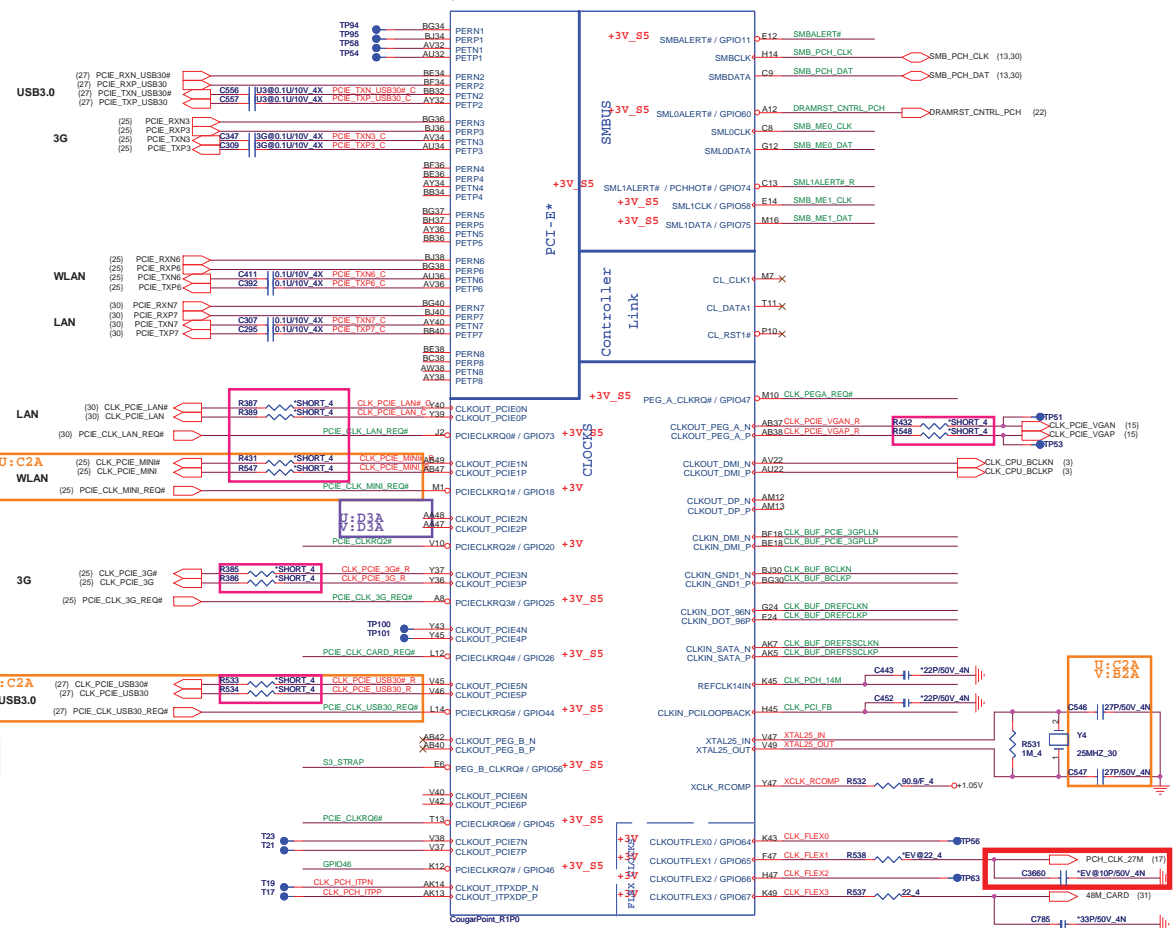 TP94 BG34 PERN1
TP95 BJ34 PERP1
TP58 AV32 PETN1
TP54 AU32 PETP1
USB3.0
(27) PCIE_RXN_USB30# BE34 PERN2
(27) PCIE_RXP_USB30 BF34 PERP2
(27) PCIE_TXN_USB30# C556 U3@0.1U/10V_4X PCIE_TXN_USB30#_C BB32 PETN2
(27) PCIE_TXP_USB30 C557 U3@0.1U/10V_4X PCIE_TXP_USB30_C AY32 PETP2
3G
(25) PCIE_RXN3 BG36 PERN3
(25) PCIE_RXP3 BJ36 PERP3
(25) PCIE_TXN3 C347 3G@0.1U/10V_4X PCIE_TXN3_C AV34 PETN3
(25) PCIE_TXP3 C309 3G@0.1U/10V_4X PCIE_TXP3_C AU34 PETP3
BF36 PERN4
BE36 PERP4
AY34 PETN4
BB34 PETP4
BG37 PERN5
BH37 PERP5
AY36 PETN5
BB36 PETP5
WLAN
(25) PCIE_RXN6 BJ38 PERN6
(25) PCIE_RXP6 BG38 PERP6
(25) PCIE_TXN6 C411 0.1U/10V_4X PCIE_TXN6_C AU36 PETN6
(25) PCIE_TXP6 C392 0.1U/10V_4X PCIE_TXP6_C AV36 PETP6
LAN
(30) PCIE_RXN7 BG40 PERN7
(30) PCIE_RXP7 BJ40 PERP7
(30) PCIE_TXN7 C307 0.1U/10V_4X PCIE_TXN7_C AY40 PETN7
(30) PCIE_TXP7 C295 0.1U/10V_4X PCIE_TXP7_C BB40 PETP7
BE38 PERN8
BC38 PERP8
AW38 PETN8
AY38 PETP8
PCI-E*
LAN
(30) CLK_PCIE_LAN# R387 *SHORT_4 CLK_PCIE_LAN#_C Y40 CLKOUT_PCIE0N
(30) CLK_PCIE_LAN R389 *SHORT_4 CLK_PCIE_LAN_C Y39 CLKOUT_PCIE0P
(30) PCIE_CLK_LAN_REQ# PCIE_CLK_LAN_REQ# J2 PCIECLKRQ0# / GPIO73 +3V_S5
U:C2A
WLAN
(25) CLK_PCIE_MINI# R431 *SHORT_4 AB49 CLKOUT_PCIE1N
(25) CLK_PCIE_MINI R547 *SHORT_4 AB47 CLKOUT_PCIE1P
(25) PCIE_CLK_MINI_REQ# PCIE_CLK_MINI_REQ# M1 PCIECLKRQ1# / GPIO18 +3V
U:D3A
V:D3A
AA48 CLKOUT_PCIE2N
AA47 CLKOUT_PCIE2P
PCIE_CLKRQ2# V10 PCIECLKRQ2# / GPIO20 +3V
3G
(25) CLK_PCIE_3G# R385 *SHORT_4 CLK_PCIE_3G#_R Y37 CLKOUT_PCIE3N
(25) CLK_PCIE_3G R386 *SHORT_4 CLK_PCIE_3G_R Y36 CLKOUT_PCIE3P
(25) PCIE_CLK_3G_REQ# PCIE_CLK_3G_REQ# A8 PCIECLKRQ3# / GPIO25 +3V_S5
TP100 Y43 CLKOUT_PCIE4N
TP101 Y45 CLKOUT_PCIE4P
PCIE_CLK_CARD_REQ# L12 PCIECLKRQ4# / GPIO26 +3V_S5
:C2A
USB3.0
(27) CLK_PCIE_USB30# R533 *SHORT_4 CLK_PCIE_USB30#_R V45 CLKOUT_PCIE5N
(27) CLK_PCIE_USB30 R534 *SHORT_4 CLK_PCIE_USB30_R V46 CLKOUT_PCIE5P
(27) PCIE_CLK_USB30_REQ# PCIE_CLK_USB30_REQ# L14 PCIECLKRQ5# / GPIO44 +3V_S5
AB42 CLKOUT_PEG_B_N
AB40 CLKOUT_PEG_B_P
S3_STRAP E6 PEG_B_CLKRQ# / GPIO56 +3V_S5
V40 CLKOUT_PCIE6N
V42 CLKOUT_PCIE6P
PCIE_CLKRQ6# T13 PCIECLKRQ6# / GPIO45 +3V_S5
T23 V38 CLKOUT_PCIE7N
T21 V37 CLKOUT_PCIE7P
GPIO46 K12 PCIECLKRQ7# / GPIO46 +3V_S5
T19 CLK_PCH_ITPN AK14 CLKOUT_ITPXDP_N
T17 CLK_PCH_ITPP AK13 CLKOUT_ITPXDP_P
CougarPoint_R1P0
SMBUS
+3V_S5 SMBALERT# / GPIO11 E12 SMBALERT#
SMBCLK H14 SMB_PCH_CLK SMB_PCH_CLK (13,30)
SMBDATA C9 SMB_PCH_DAT SMB_PCH_DAT (13,30)
+3V_S5 SML0ALERT# / GPIO60 A12 DRAMRST_CNTRL_PCH DRAMRST_CNTRL_PCH (22)
SML0CLK C8 SMB_ME0_CLK
SML0DATA G12 SMB_ME0_DAT
+3V_S5 SML1ALERT# / PCHHOT# / GPIO74 C13 SML1ALERT#_R
+3V_S5 SML1CLK / GPIO58 E14 SMB_ME1_CLK
+3V_S5 SML1DATA / GPIO75 M16 SMB_ME1_DAT
Controller
Link
CL_CLK1 M7
CL_DATA1 T11
CL_RST1# P10
CLOCKS
+3V_S5 PEG_A_CLKRQ# / GPIO47 M10 CLK_PEGA_REQ#
CLKOUT_PEG_A_N AB37 CLK_PCIE_VGAN_R R432 *SHORT_4 TP51 CLK_PCIE_VGAN (15)
CLKOUT_PEG_A_P AB38 CLK_PCIE_VGAP_R R548 *SHORT_4 CLK_PCIE_VGAP (15)
TP53
CLKOUT_DMI_N AV22 CLK_CPU_BCLKN (3)
CLKOUT_DMI_P AU22 CLK_CPU_BCLKP (3)
CLKOUT_DP_N AM12
CLKOUT_DP_P AM13
CLKIN_DMI_N BF18 CLK_BUF_PCIE_3GPLLN
CLKIN_DMI_P BE18 CLK_BUF_PCIE_3GPLLP
CLKIN_GND1_N BJ30 CLK_BUF_BCLKN
CLKIN_GND1_P BG30 CLK_BUF_BCLKP
CLKIN_DOT_96N G24 CLK_BUF_DREFCLKN
CLKIN_DOT_96P E24 CLK_BUF_DREFCLKP
CLKIN_SATA_N AK7 CLK_BUF_DREFSSCLKN
CLKIN_SATA_P AK5 CLK_BUF_DREFSSCLKP
REFCLK14IN K45 CLK_PCH_14M C443 *22P/50V_4N
CLKIN_PCILOOPBACK H45 CLK_PCI_FB C452 *22P/50V_4N
U:C2A
V:B2A
XTAL25_IN V47 XTAL25_IN C546 27P/50V_4N
XTAL25_OUT V49 XTAL25_OUT R531 1M_4 2 1 Y4 25MHZ_30
C547 27P/50V_4N
XCLK_RCOMP Y47 XCLK_RCOMP R532 90.9/F_4 +1.05V
FLEX CLOCKS
+3V CLKOUTFLEX0 / GPIO64 K43 CLK_FLEX0 TP56
+3V CLKOUTFLEX1 / GPIO65 F47 CLK_FLEX1 R538 *EV@22_4 PCH_CLK_27M (17)
C3660 *EV@10P/50V_4N
+3V CLKOUTFLEX2 / GPIO66 H47 CLK_FLEX2 TP63
+3V CLKOUTFLEX3 / GPIO67 K49 CLK_FLEX3 R537 22_4 48M_CARD (31)
C785 *33P/50V_4N